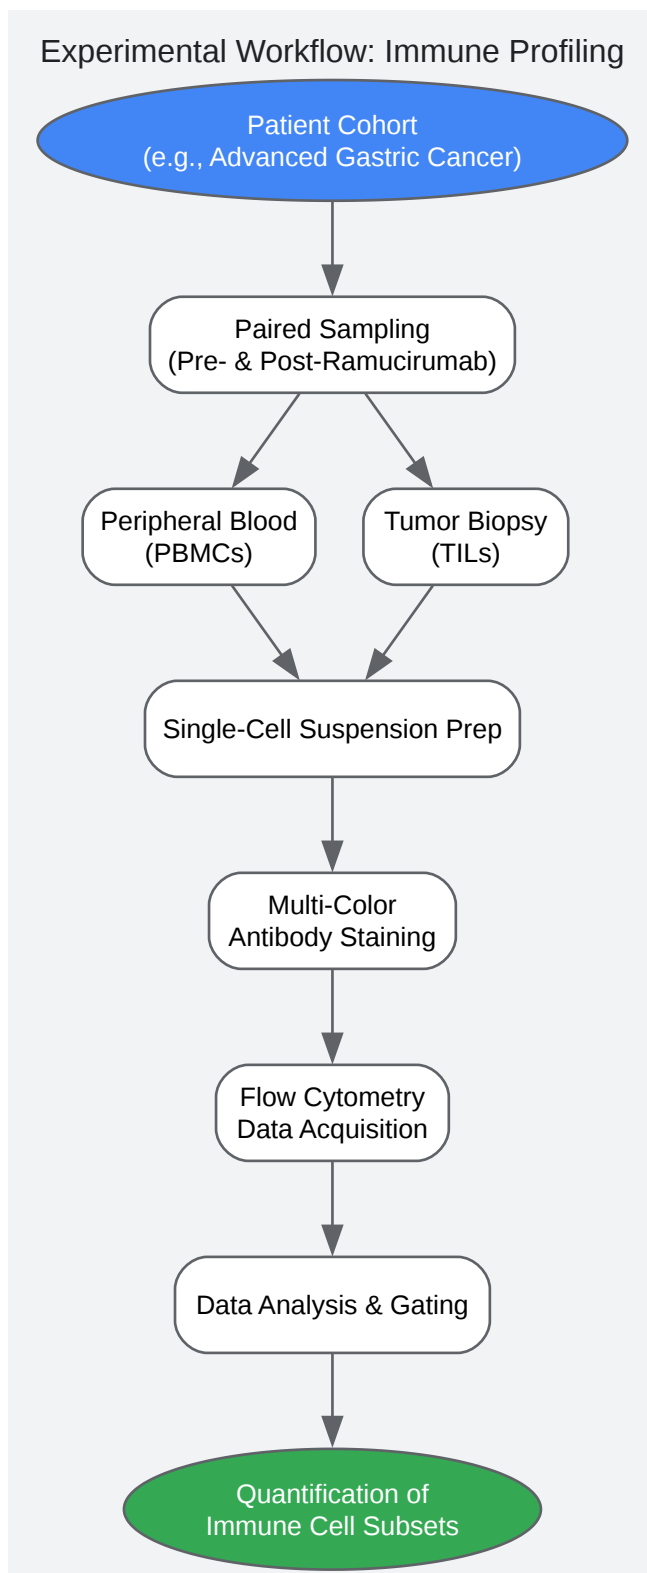 Experimental Workflow: Immune Profiling
Patient Cohort
(e.g., Advanced Gastric Cancer)
Paired Sampling
(Pre- & Post-Ramucirumab)
Peripheral Blood
(PBMCs)
Tumor Biopsy
(TILs)
Single-Cell Suspension Prep
Multi-Color
Antibody Staining
Flow Cytometry
Data Acquisition
Data Analysis & Gating
Quantification of
Immune Cell Subsets